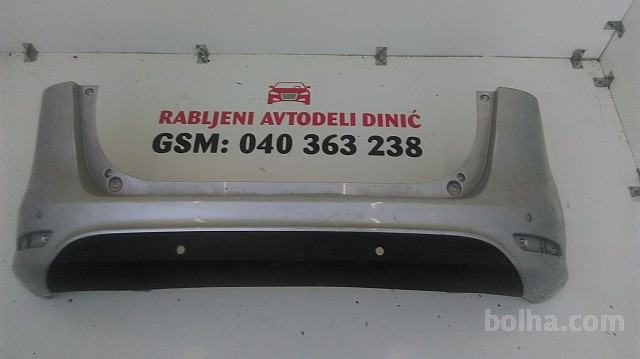 RABLJENI AVTODELI DINIĆ
GSM: 040 363 238
bolha.com